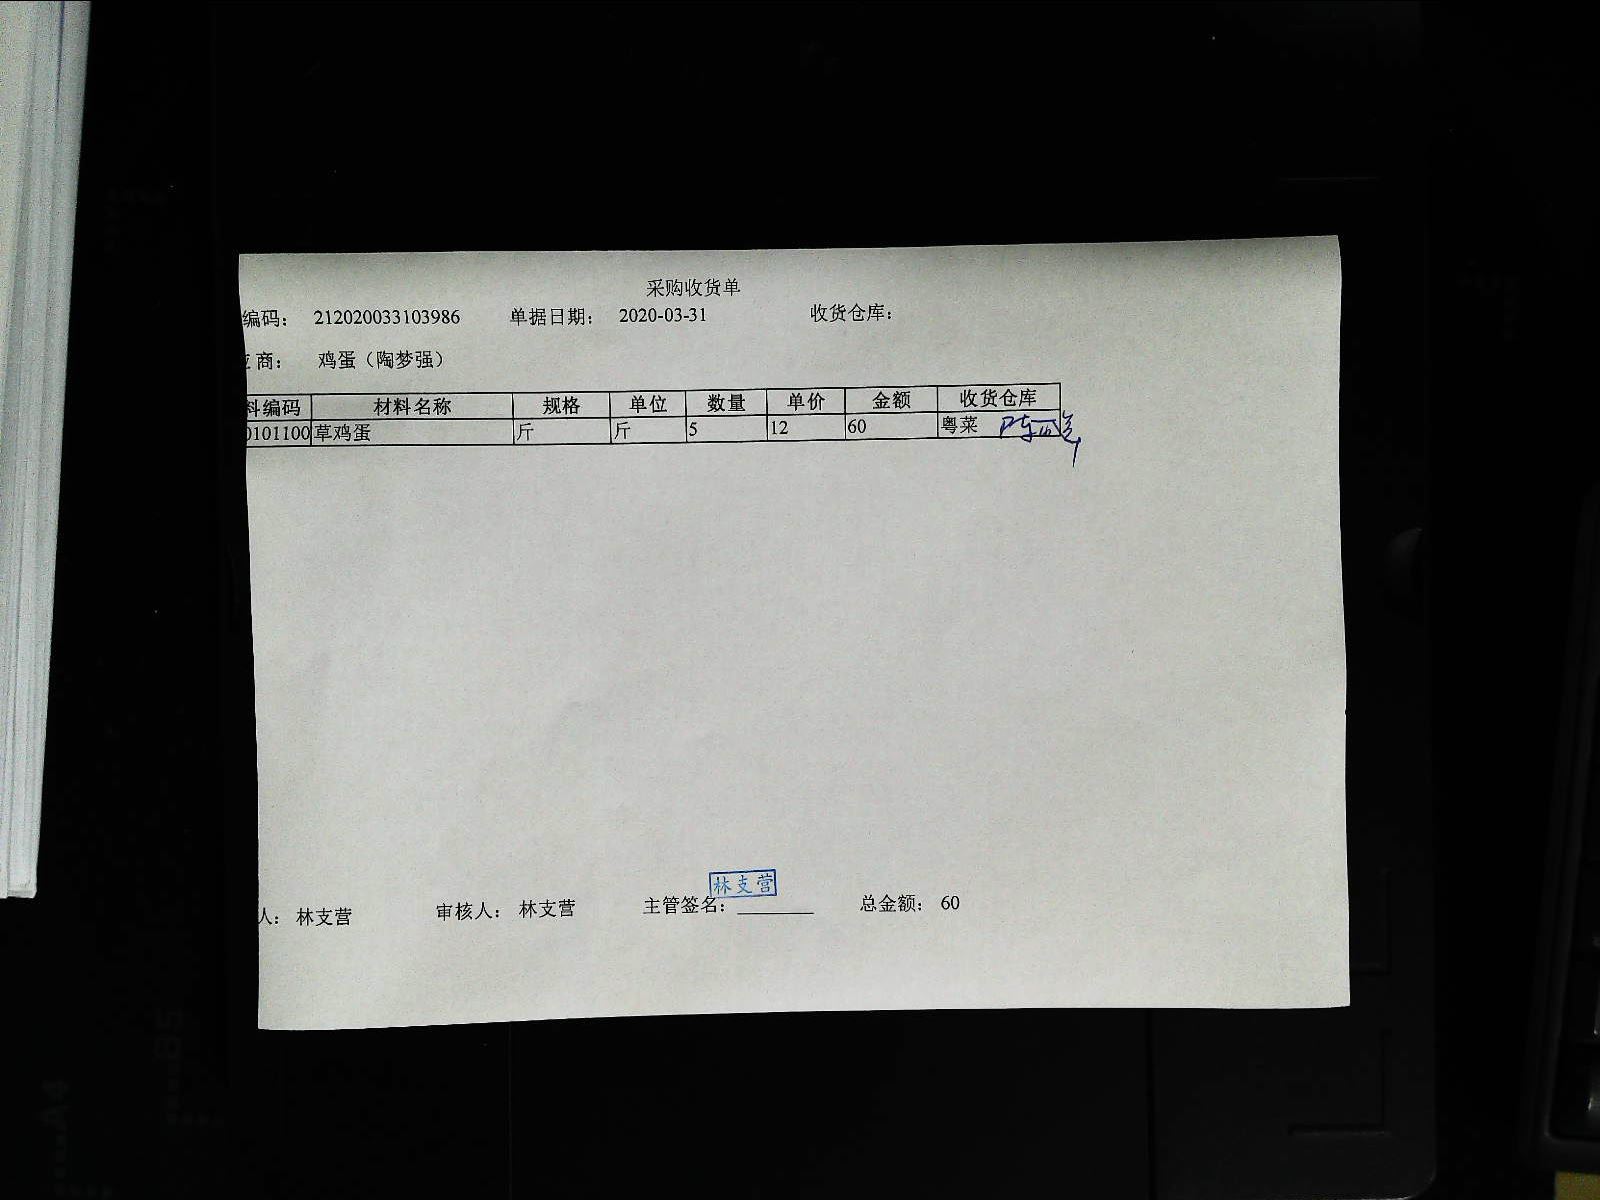 采购收货单
编码： 212020033103986 单据日期： 2020-03-31 收货仓库：
商： 鸡蛋（陶梦强）
料编码 材料名称 规格 单位 数量 单价 金额 收货仓库
0101100 草鸡蛋 斤 斤 5 12 60 粤菜
林支营
人： 林支营 审核人： 林支营 主管签名： 总金额： 60